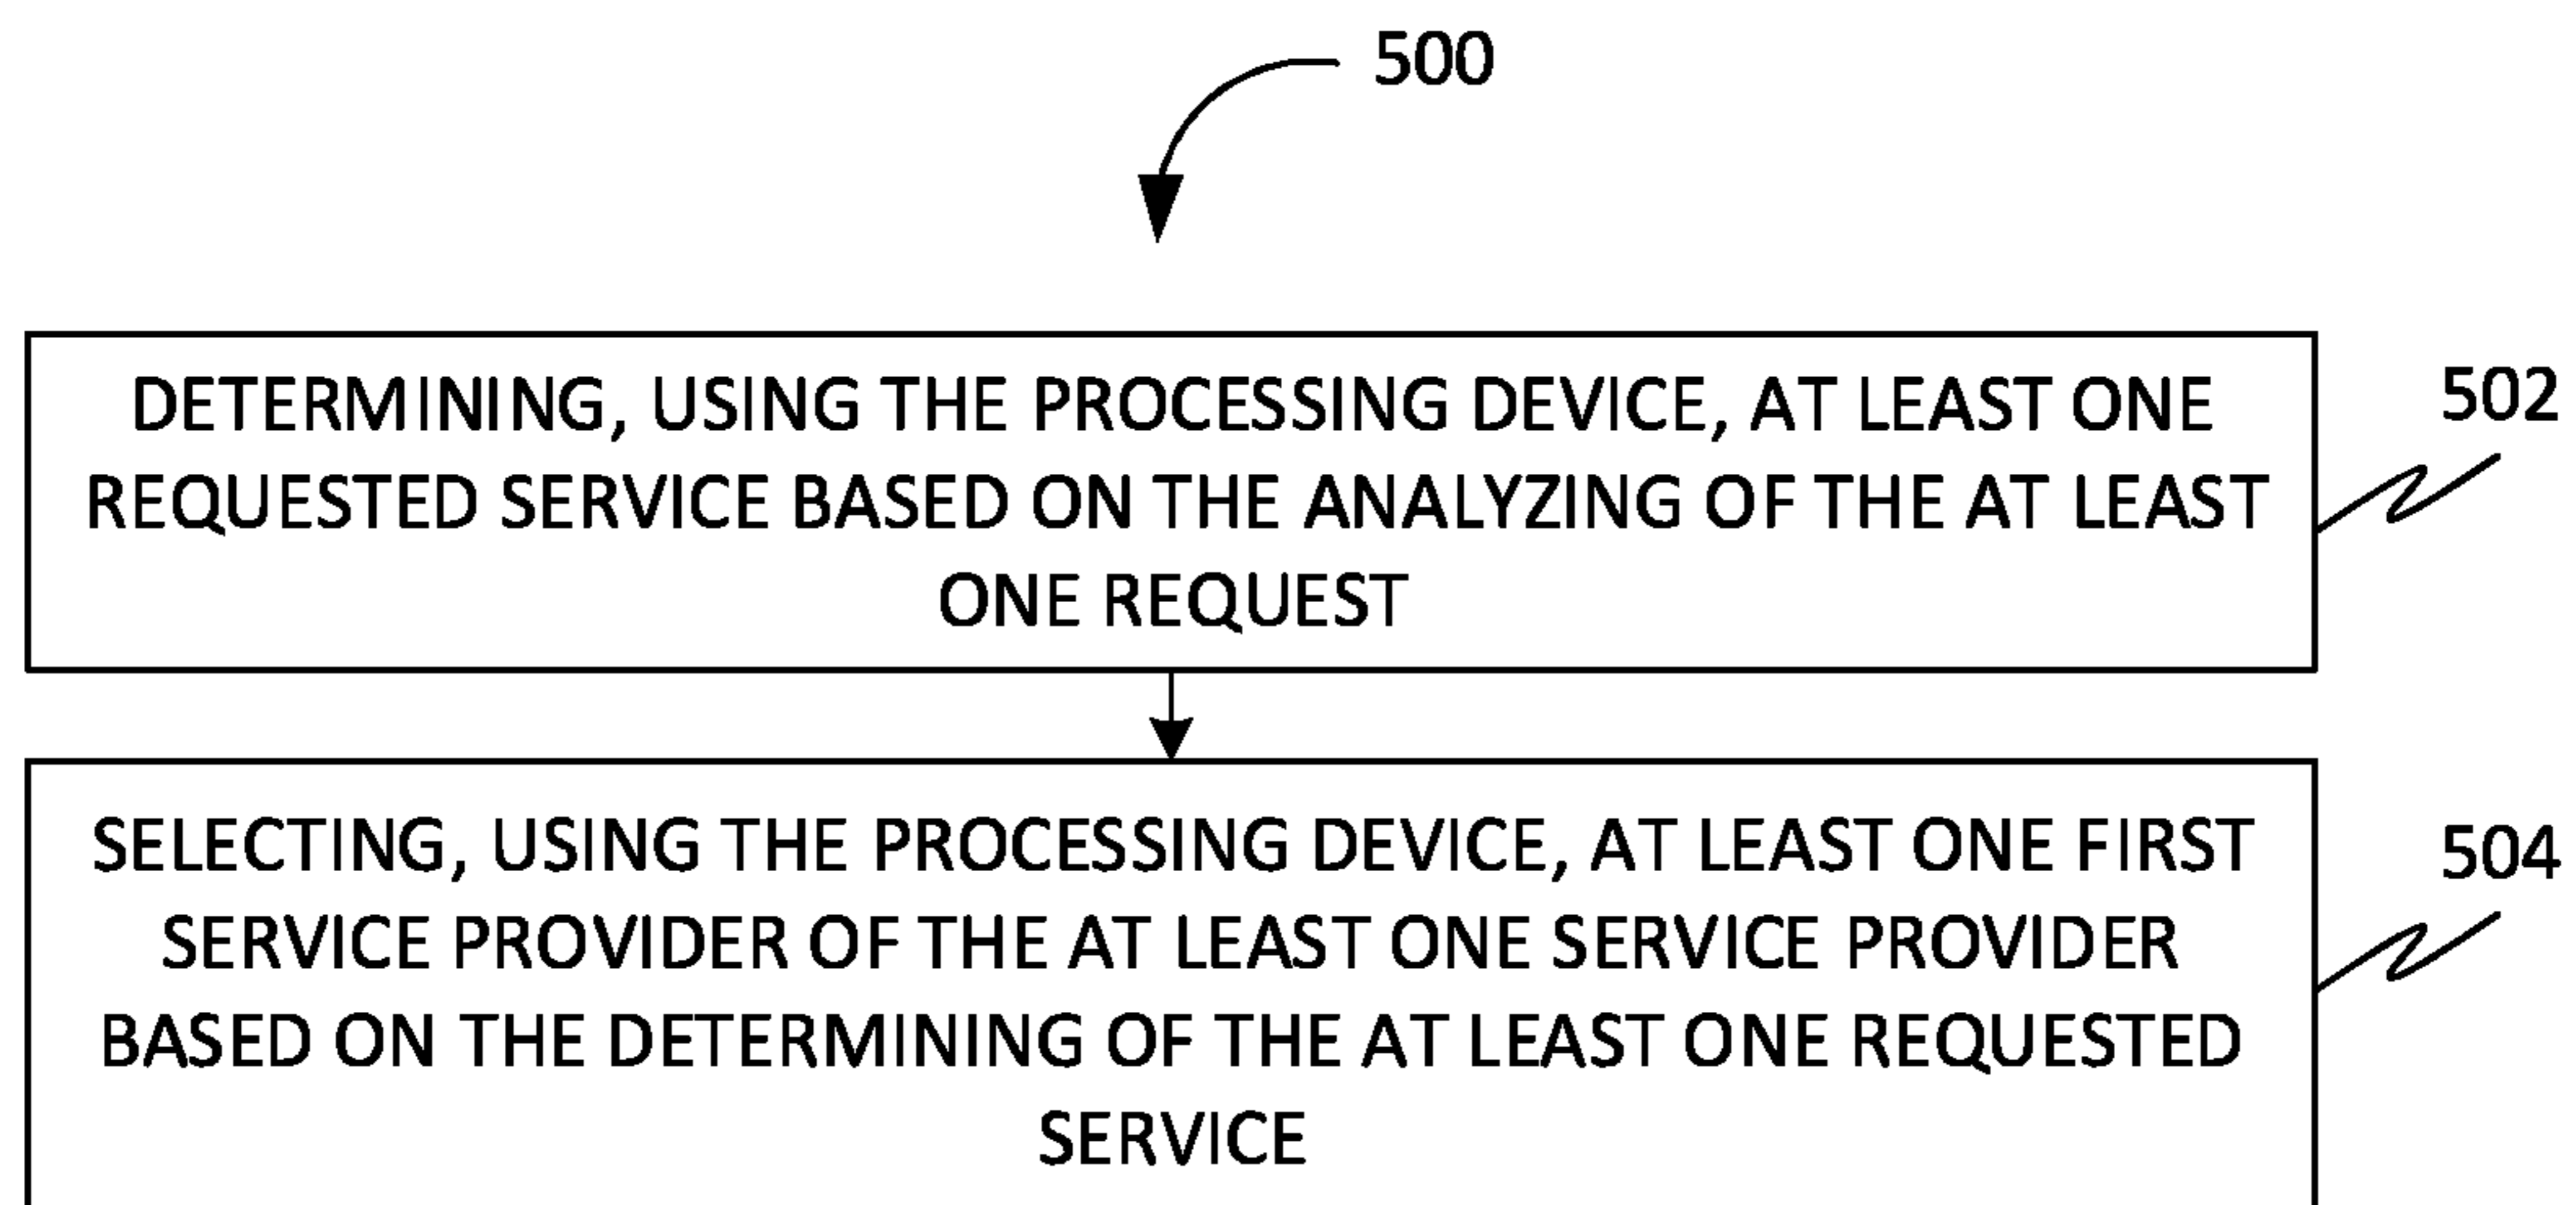 500
DETERMINING, USING THE PROCESSING DEVICE, AT LEAST ONE
REQUESTED SERVICE BASED ON THE ANALYZING OF THE AT LEAST
ONE REQUEST
502
SELECTING, USING THE PROCESSING DEVICE, AT LEAST ONE FIRST
SERVICE PROVIDER OF THE AT LEAST ONE SERVICE PROVIDER
BASED ON THE DETERMINING OF THE AT LEAST ONE REQUESTED
SERVICE
504